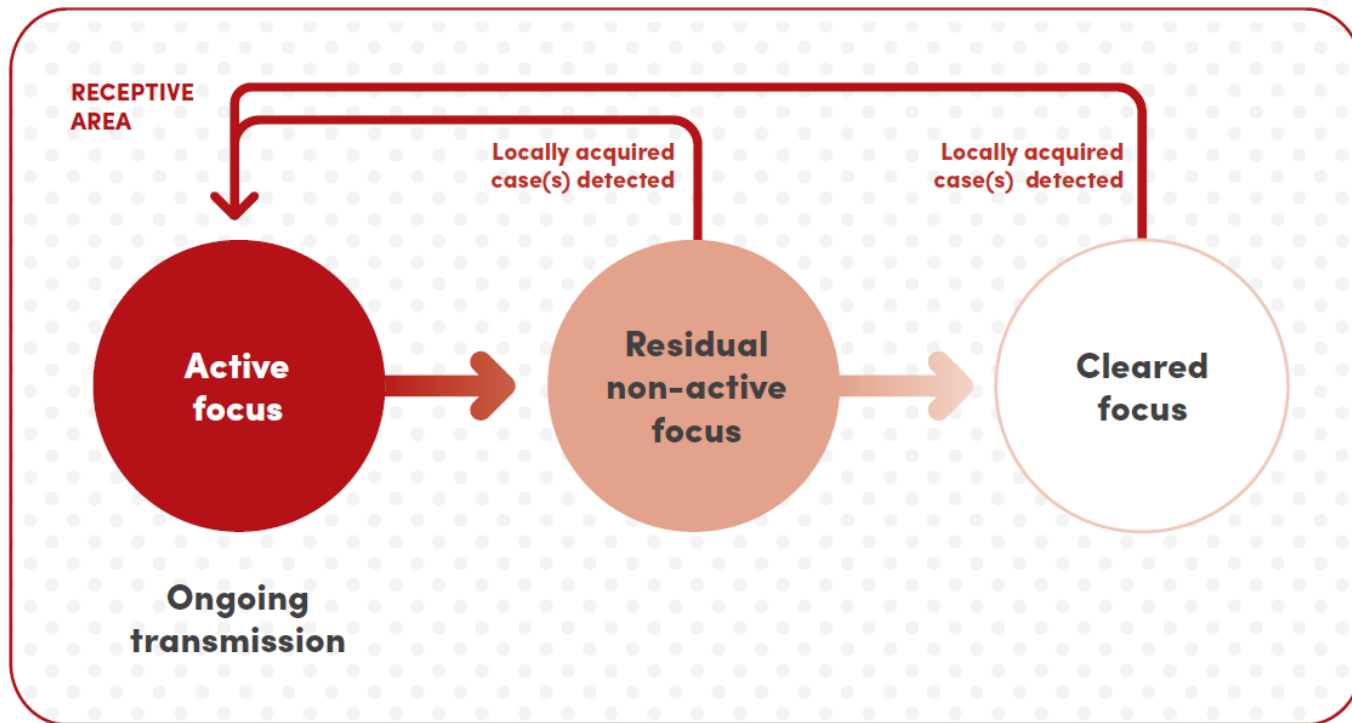 RECEPTIVE
AREA
Locally acquired
case(s) detected
Locally acquired
case(s) detected
Active
focus
Residual
non-active
focus
Cleared
focus
Ongoing
transmission